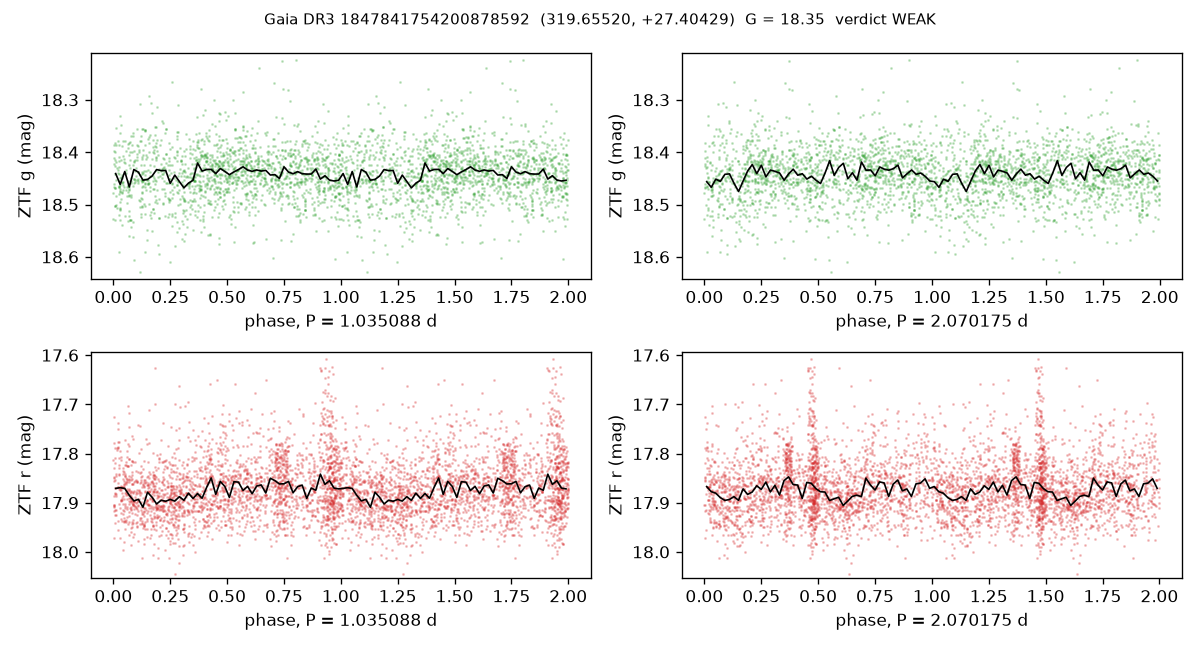 Gaia DR3 1847841754200878592  (319.65520, +27.40429)  G = 18.35  verdict WEAK
ZTF g (mag)
18.3
18.4
18.5
18.6
0.00 0.25 0.50 0.75 1.00 1.25 1.50 1.75 2.00
phase, P = 1.035088 d
ZTF g (mag)
18.3
18.4
18.5
18.6
0.00 0.25 0.50 0.75 1.00 1.25 1.50 1.75 2.00
phase, P = 2.070175 d
ZTF r (mag)
17.6
17.7
17.8
17.9
18.0
0.00 0.25 0.50 0.75 1.00 1.25 1.50 1.75 2.00
phase, P = 1.035088 d
ZTF r (mag)
17.6
17.7
17.8
17.9
18.0
0.00 0.25 0.50 0.75 1.00 1.25 1.50 1.75 2.00
phase, P = 2.070175 d